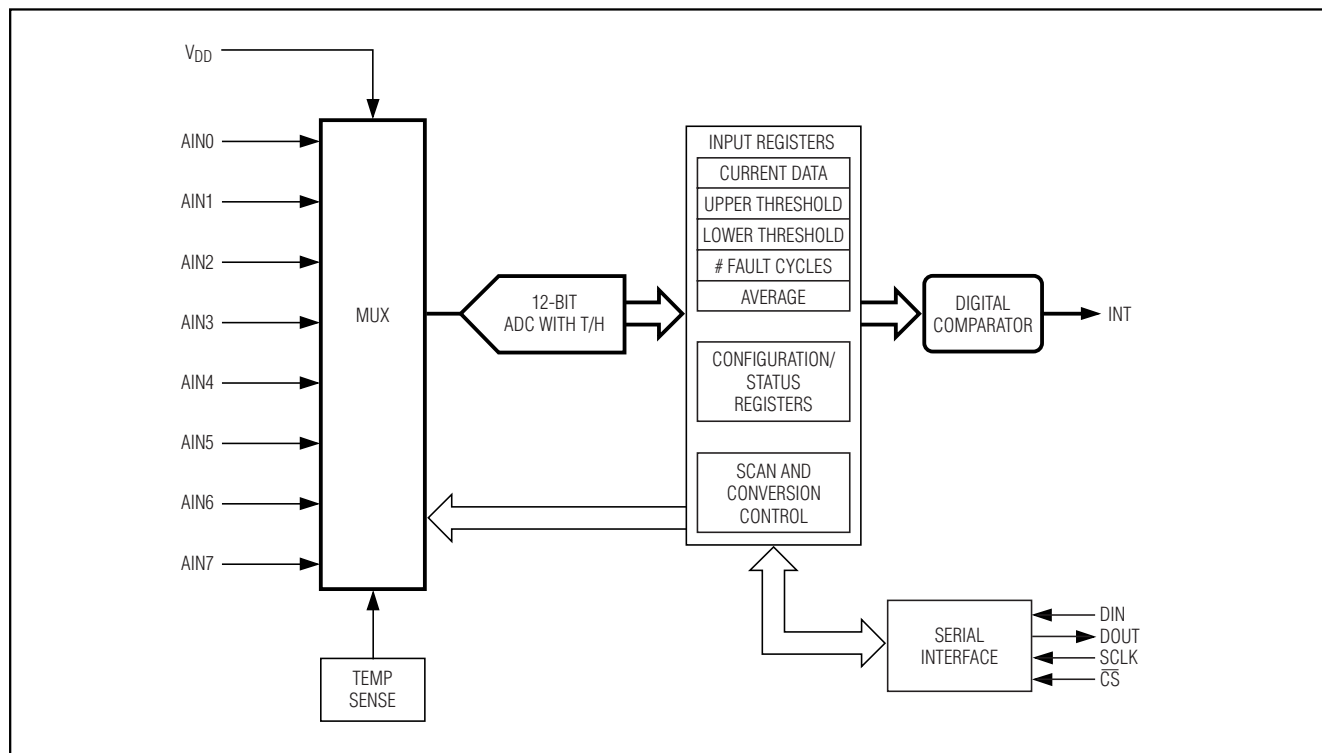 VDD
AIN0
AIN1
AIN2
AIN3
AIN4
AIN5
AIN6
AIN7
MUX
TEMP
SENSE
12-BIT
ADC WITH T/H
INPUT REGISTERS
CURRENT DATA
UPPER THRESHOLD
LOWER THRESHOLD
# FAULT CYCLES
AVERAGE
CONFIGURATION/
STATUS
REGISTERS
SCAN AND
CONVERSION
CONTROL
DIGITAL
COMPARATOR
INT
SERIAL
INTERFACE
DIN
DOUT
SCLK
C̅S̅